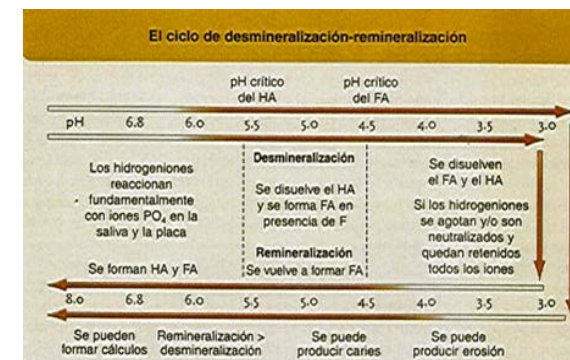 El ciclo de desmineralización-remineralización
pH crítico
del HA
pH crítico
del FA
pH 6.8 6.0 5.5 5.0 4.5 4.0 3.5 3.0
Los hidrogeniones
reaccionan
fundamentalmente
con iones PO₄ en la
saliva y la placa
Se forman HA y FA
Desmineralización
Se disuelve el HA
y se forma FA en
presencia de F
Remineralización
Se vuelve a formar FA
Se disuelven
el FA y el HA
Si los hidrogeniones
se agotan y/o son
neutralizados y
quedan retenidos
todos los iones
8.0 6.8 6.0 5.5 5.0 4.5 4.0 3.5 3.0
Se pueden
formar cálculos
Remineralización >
desmineralización
Se puede
producir caries
Se puede
producir erosión